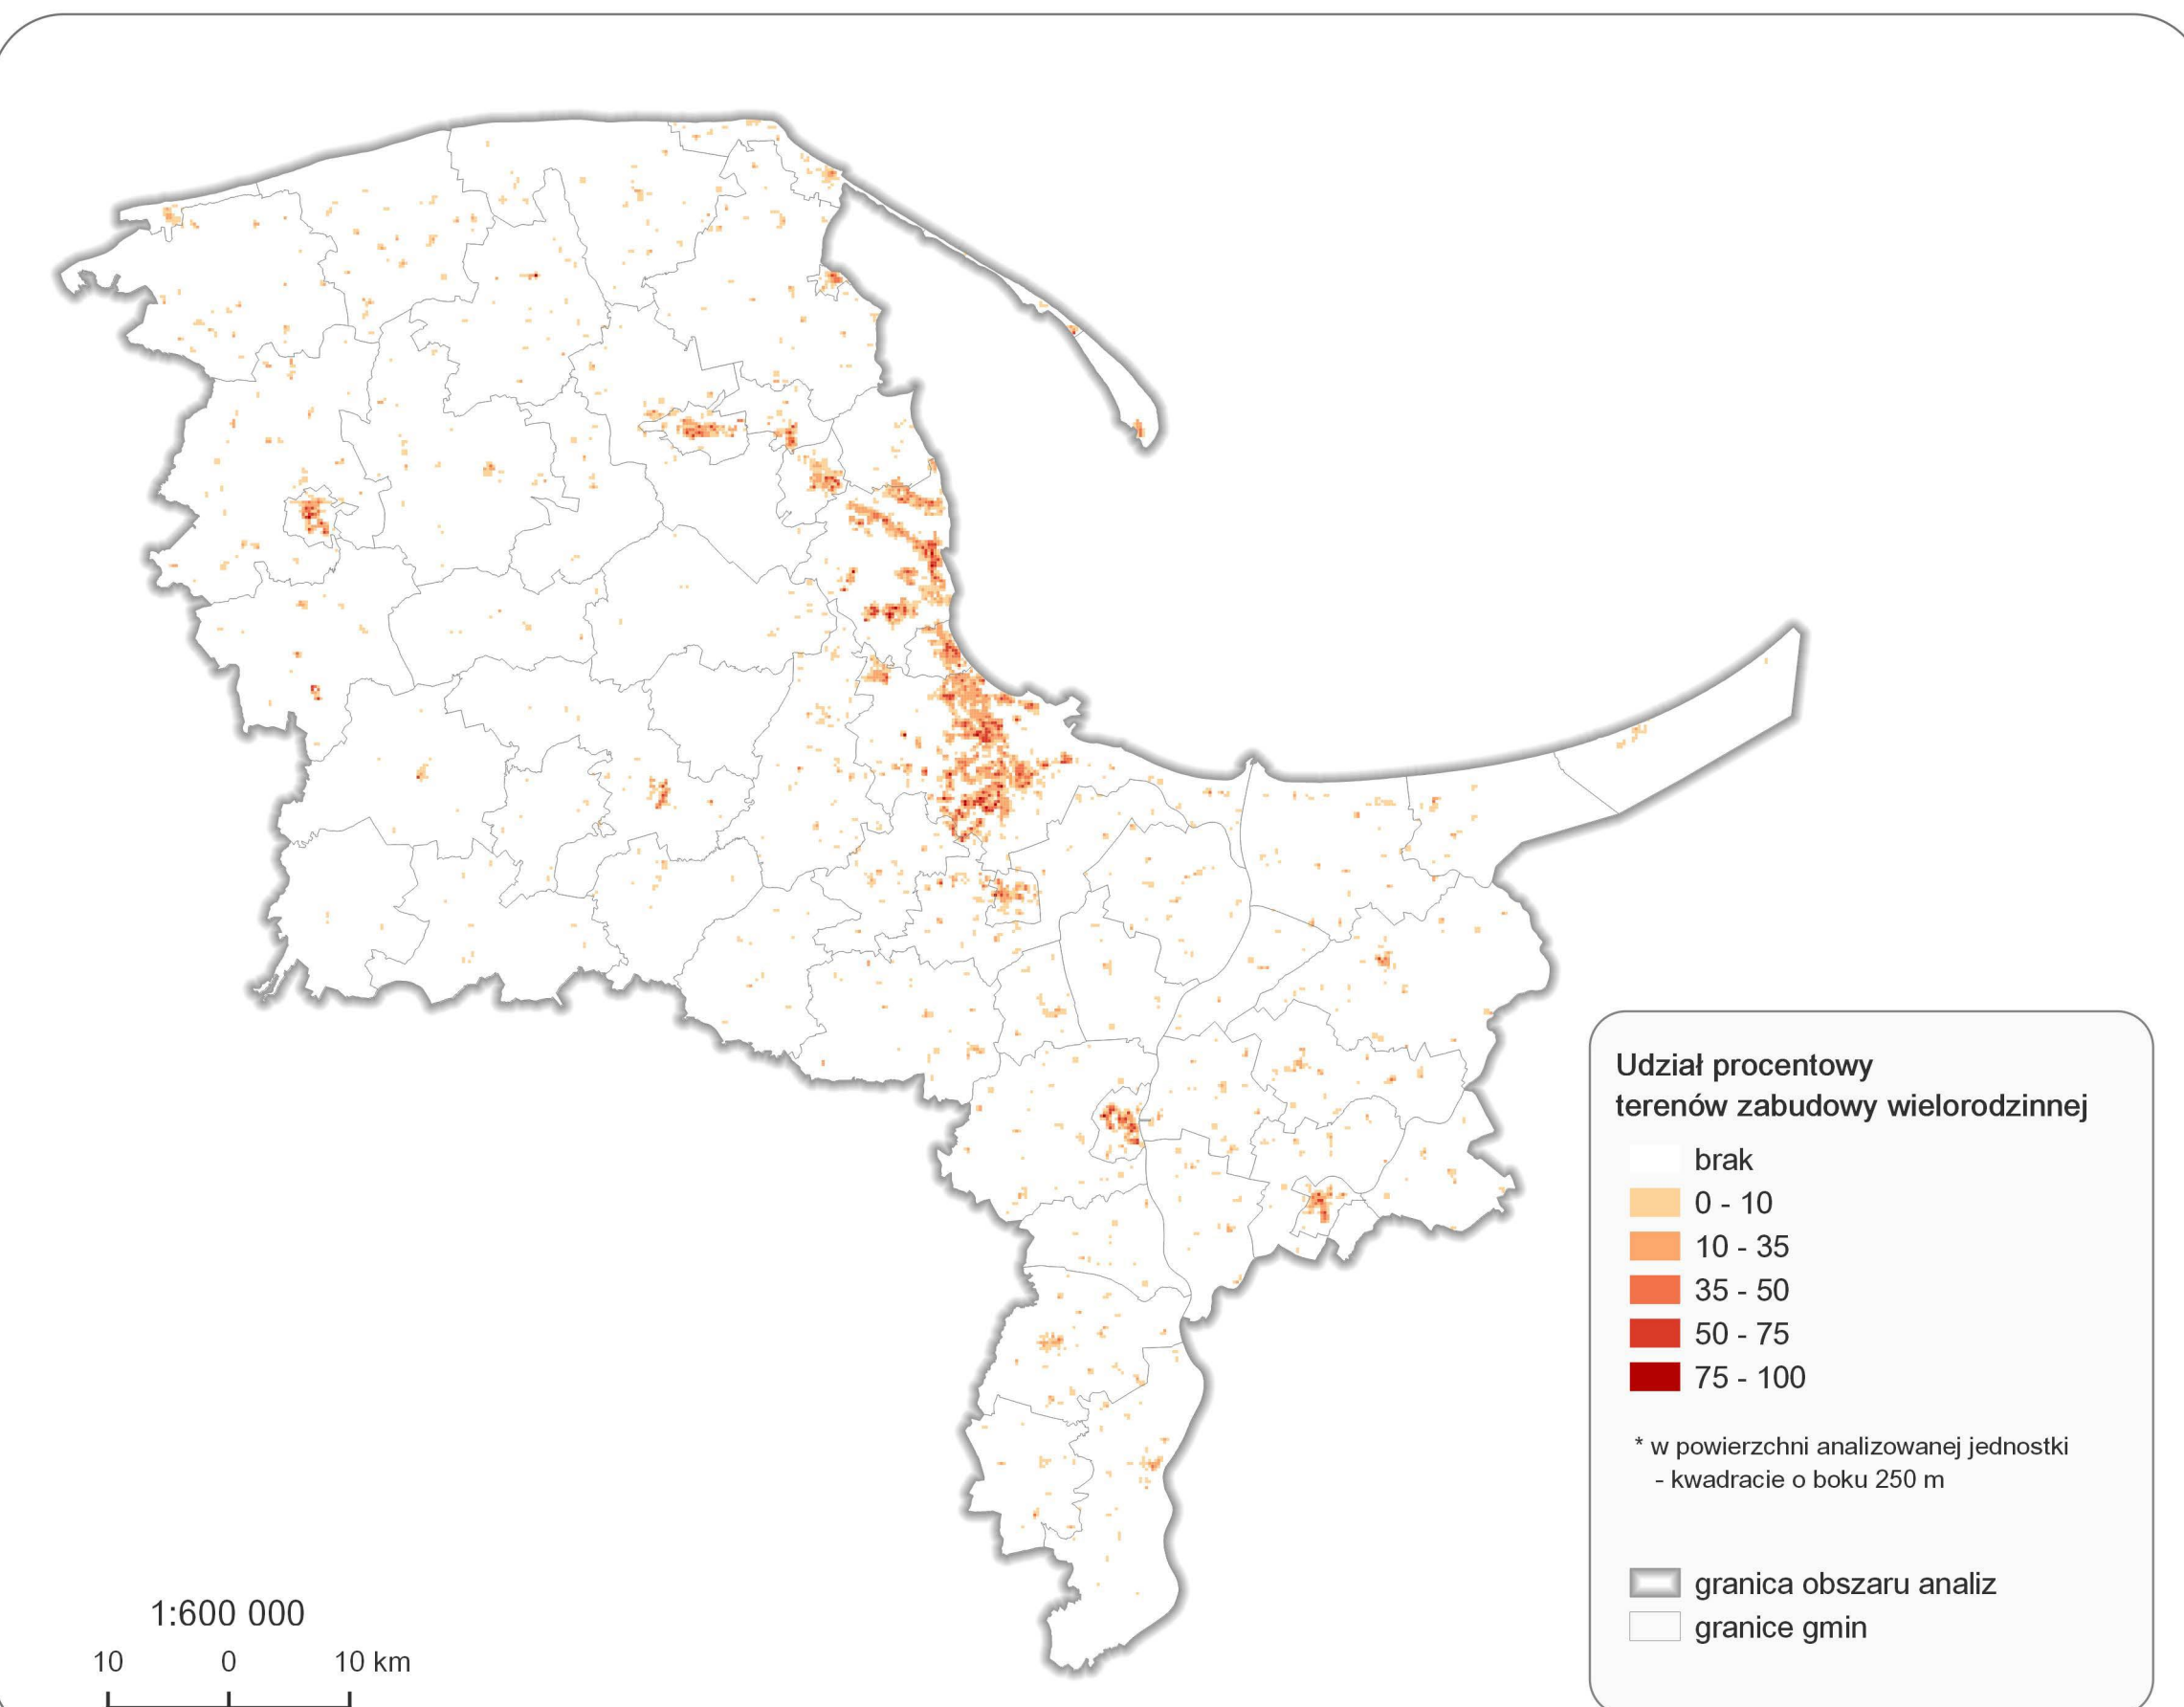 Udział procentowy
terenów zabudowy wielorodzinnej
brak
0 - 10
10 - 35
35 - 50
50 - 75
75 - 100
* w powierzchni analizowanej jednostki
- kwadracie o boku 250 m
granica obszaru analiz
granice gmin
1:600 000
10 0 10 km